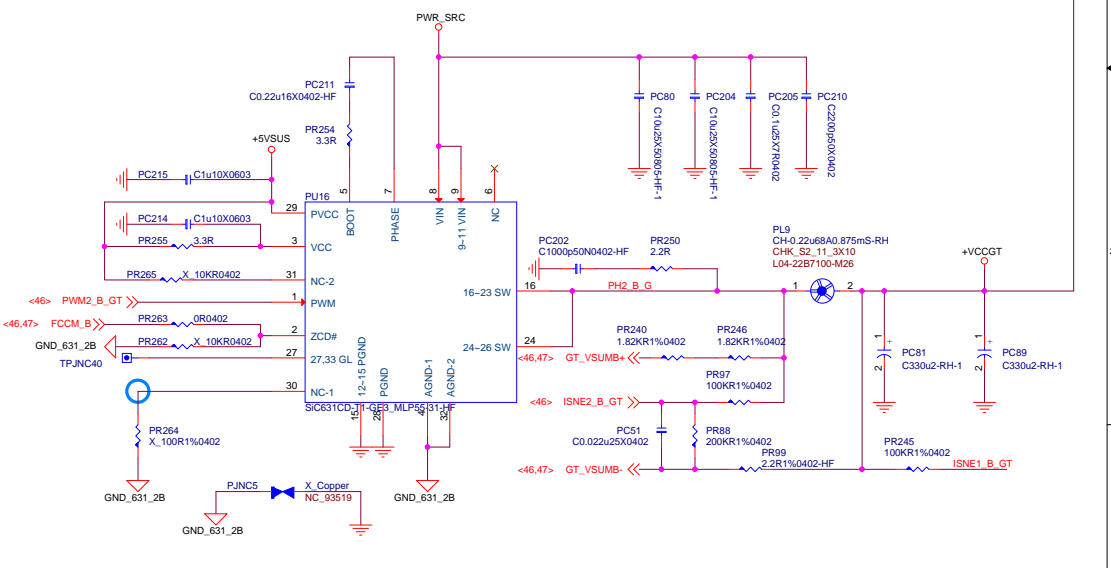 PWR_SRC
PC211
C0.22u16X0402-HF
PR254
3.3R
+5VSUS
PC80
C10u25X50805-HF-1
PC204
C10u25X50805-HF-1
PC205
C0.1u25X7R0402
PC210
C2200p50X0402
PC215
C1u10X0603
PU16
5
7
8
9
6
BOOT
PHASE
VIN
9-11 VIN
NC
29
PVCC
PC214
C1u10X0603
PR255
3.3R
3
VCC
PC202
C1000p50N0402-HF
PR250
2.2R
PL9
CH-0.22u68A0.875mS-RH
CHK_S2_11_3X10
L04-22B7100-M26
+VCCGT
PR265
X_10KR0402
31
NC-2
16~23 SW
16
PH2_B_G
1
2
<46> PWM2_B_GT
1
PWM
<46,47> FCCM_B
PR263
0R0402
2
ZCD#
GND_631_2B
PR262
X_10KR0402
24~26 SW
24
TPJNC40
27
27,33 GL
PR240
1.82KR1%0402
PR246
1.82KR1%0402
<46,47> GT_VSUMB+
1
2
+
PC81
C330u2-RH-1
1
2
+
PC89
C330u2-RH-1
PR97
100KR1%0402
30
NC-1
12~15 PGND
PGND
AGND-1
AGND-2
<46> ISNE2_B_GT
SiC631CD-T1-GE3_MLP55-31-HF
15
28
4
32
PR264
X_100R1%0402
PC51
C0.022u25X0402
PR88
200KR1%0402
PR99
2.2R1%0402-HF
PR245
100KR1%0402
<46,47> GT_VSUMB-
ISNE1_B_GT
GND_631_2B
PJNC5
X_Copper
NC_93519
GND_631_2B
GND_631_2B